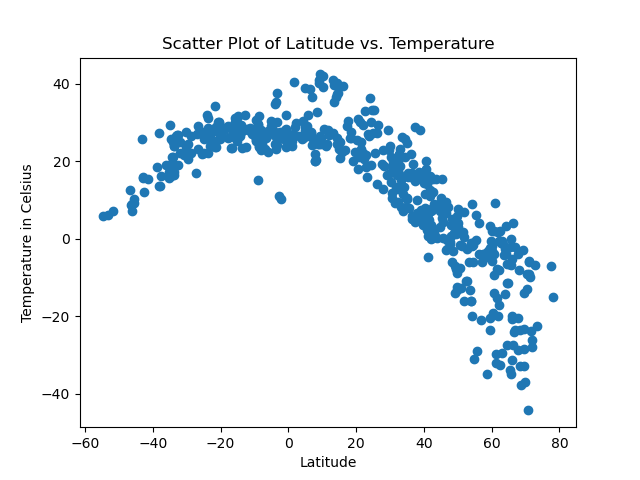 Scatter Plot of Latitude vs. Temperature
Temperature in Celsius
40
20
0
−20
−40
−60 −40 −20 0 20 40 60 80
Latitude